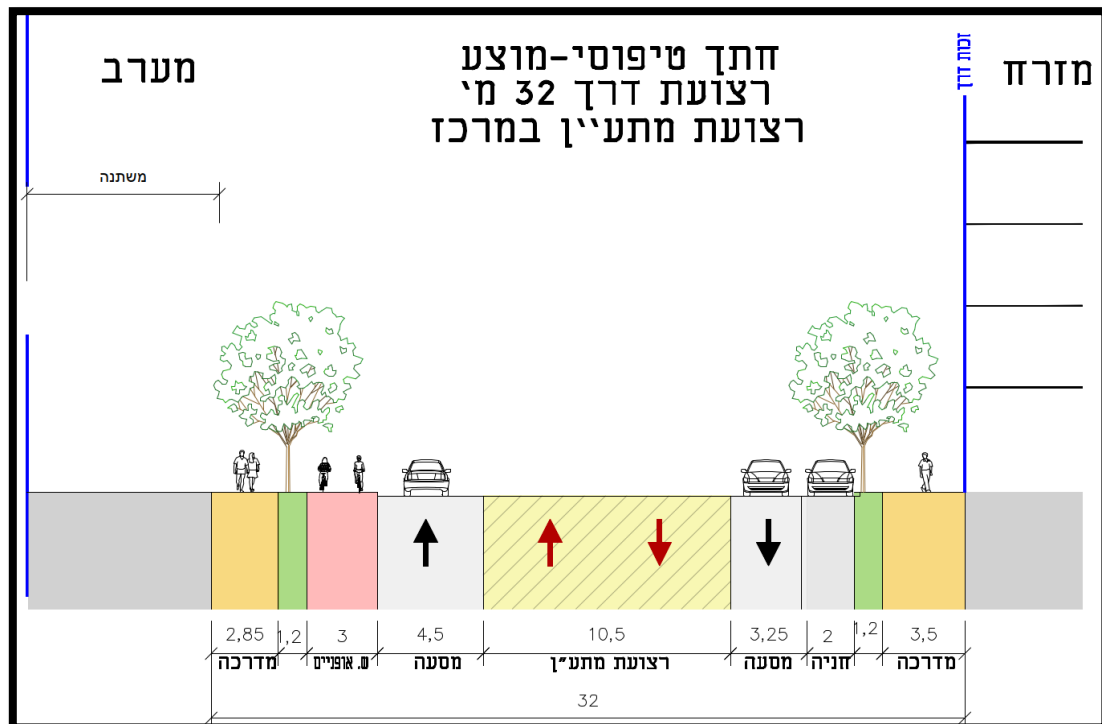 מערב
חתך טיפוסי-מוצע
רצועת דרך 32 מ'
רצועת מתע''ן במרכז
זכות דרך
מזרח
משתנה
3,5
1,2
2
3,25
10,5
4,5
3
1,2
2,85
מדרכה
חניה
מסעה
רצועת מתע"ן
מסעה
ש. אופניים
מדרכה
32